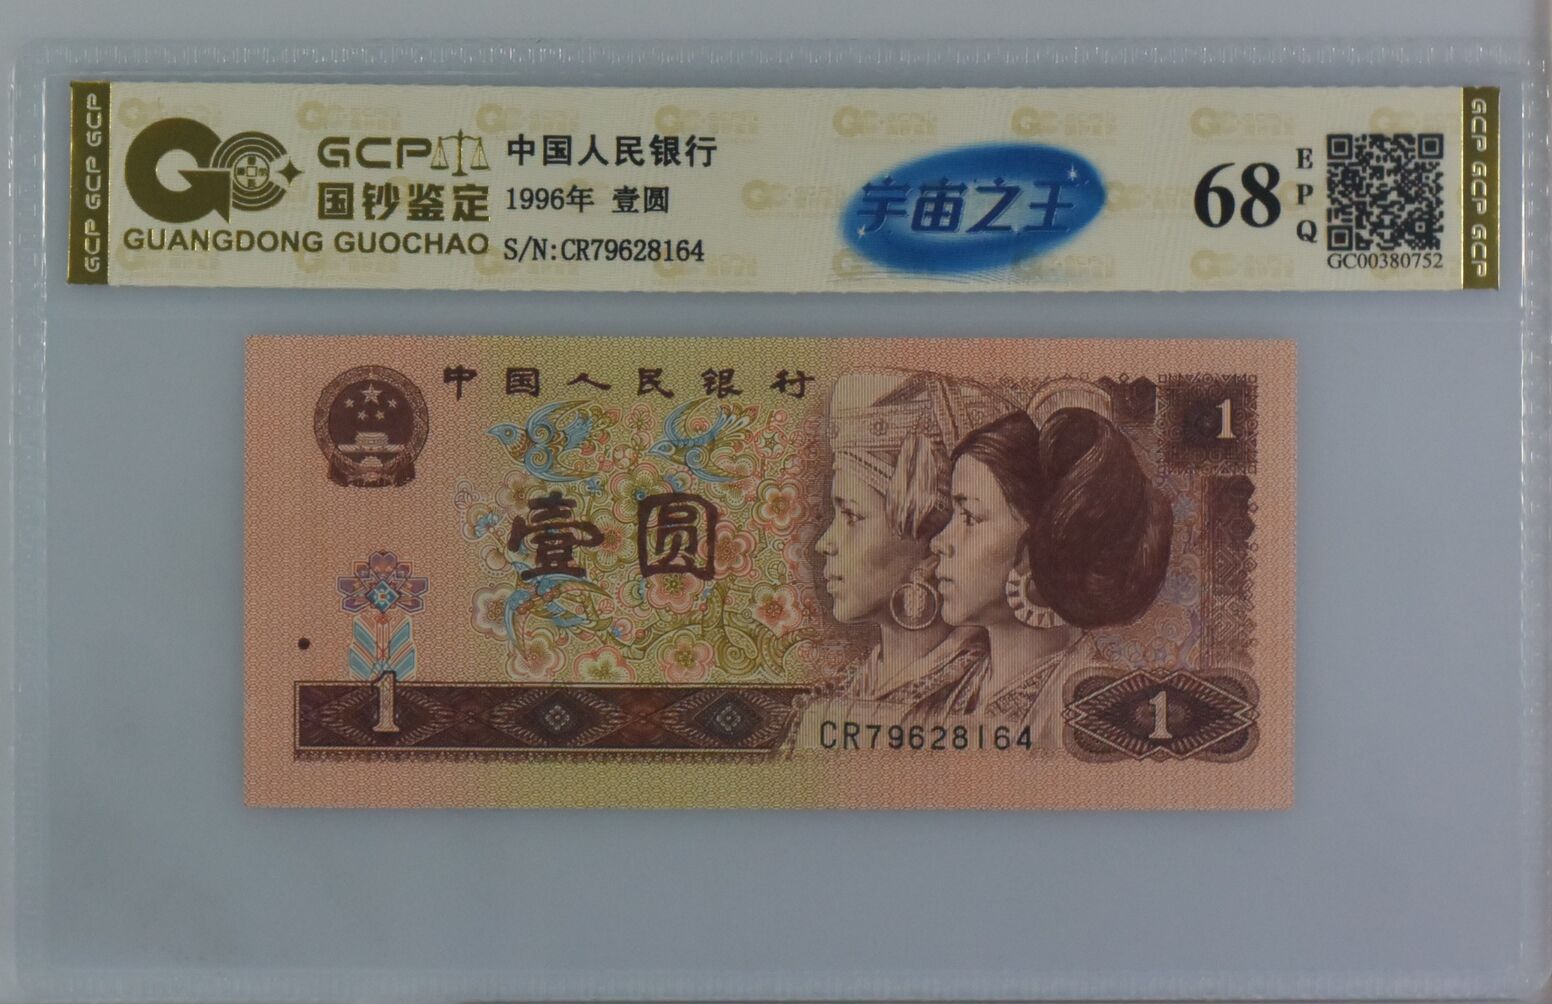 GCP GCP GCP
GCP
国钞鉴定
GUANGDONG GUOCHAO
中国人民银行
1996年 壹圆
S/N:CR79628164
宇宙之王
68
EPQ
GC00380752
GCP GCP GCP
中国人民银行
1
壹圆
1
CR79628164
1